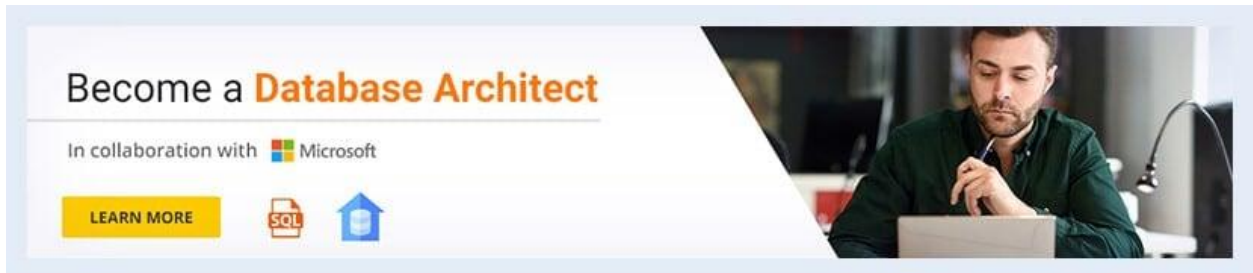 Become a Database Architect
In collaboration with Microsoft
LEARN MORE
SQL